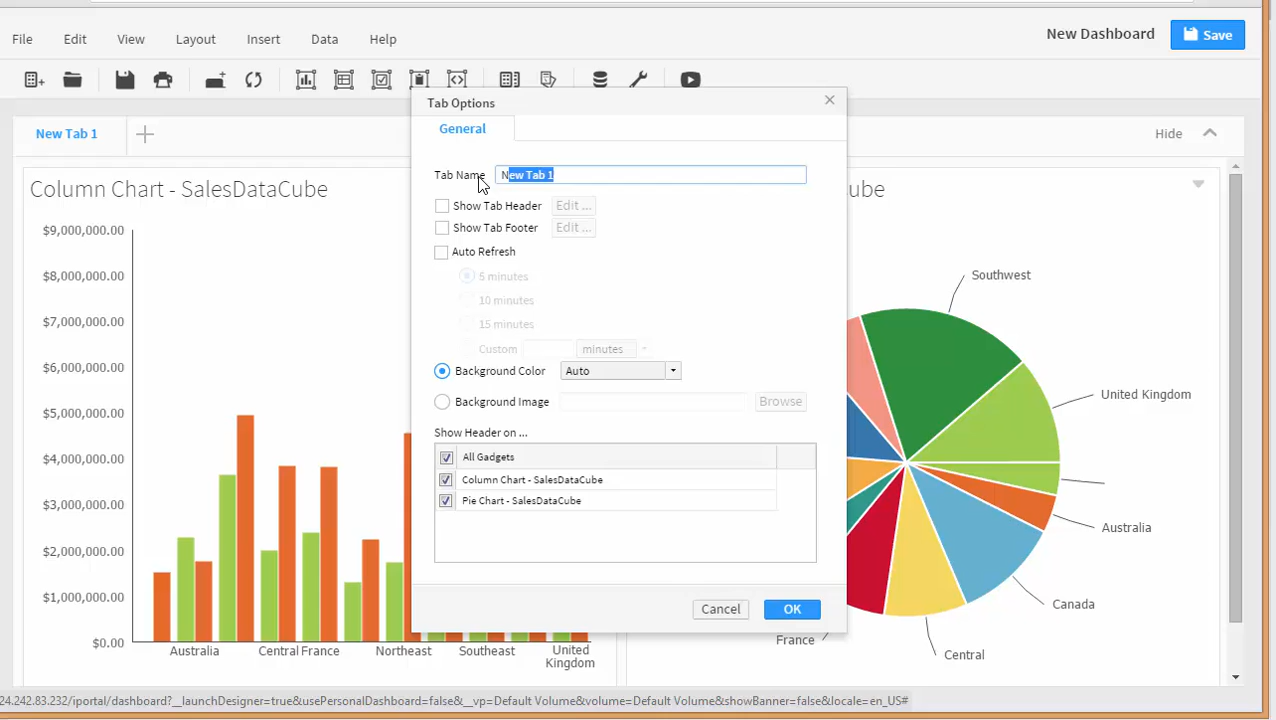 File Edit View Layout Insert Data Help
New Dashboard Save
New Tab 1
Hide
Tab Options
General
Tab Name New Tab 1
Show Tab Header Edit ...
Show Tab Footer Edit ...
Auto Refresh
5 minutes
10 minutes
15 minutes
Custom minutes
Background Color Auto
Background Image Browse
Show Header on ...
All Gadgets
Column Chart - SalesDataCube
Pie Chart - SalesDataCube
Cancel OK
Column Chart - SalesDataCube
$9,000,000.00
$8,000,000.00
$7,000,000.00
$6,000,000.00
$5,000,000.00
$4,000,000.00
$3,000,000.00
$2,000,000.00
$1,000,000.00
$0.00
Australia Central France Northeast Southeast United
Kingdom
Southwest
United Kingdom
Australia
Canada
Central
France
24.242.83.232/iportal/dashboard?__launchDesigner=true&usePersonalDashboard=false&__vp=Default Volume&volume=Default Volume&showBanner=false&locale=en_US#